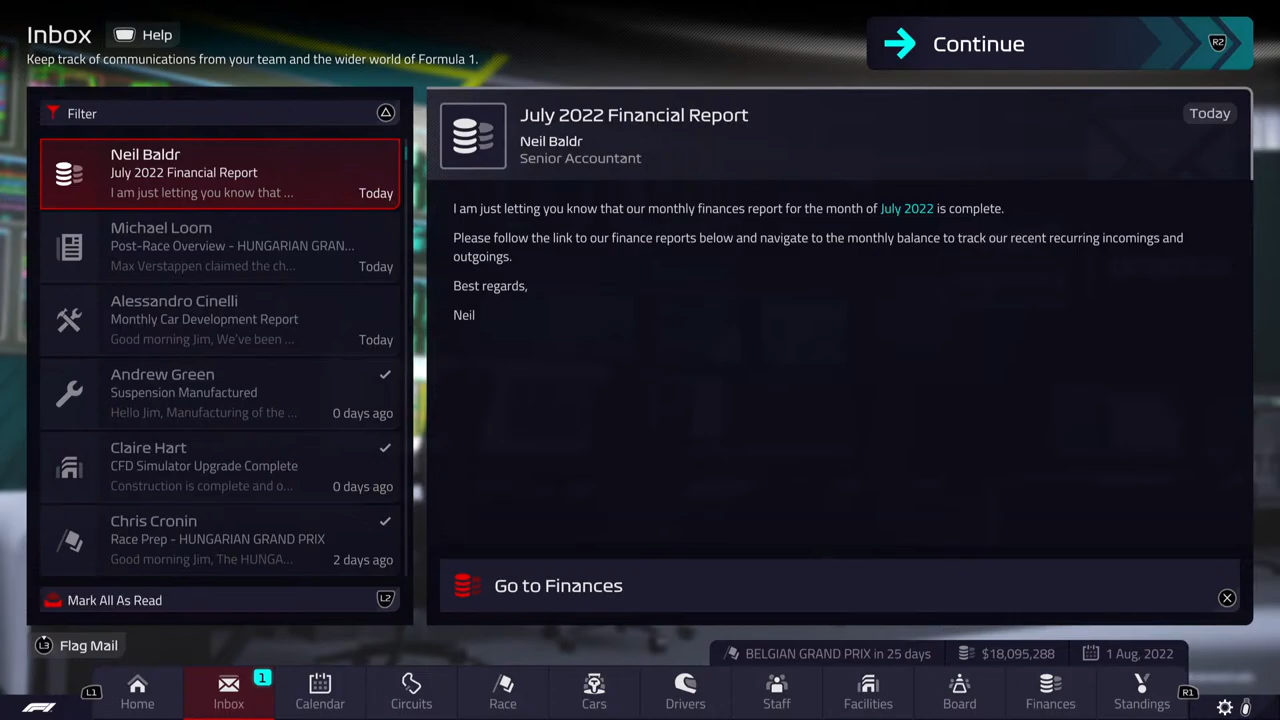 Inbox
Help
Keep track of communications from your team and the wider world of Formula 1.
Continue
R2
Filter
Neil Baldr
July 2022 Financial Report
I am just letting you know that ...
Today
Michael Loom
Post-Race Overview - HUNGARIAN GRAN...
Max Verstappen claimed the ch...
Today
Alessandro Cinelli
Monthly Car Development Report
Good morning Jim, We've been ...
Today
Andrew Green
Suspension Manufactured
Hello Jim, Manufacturing of the ...
0 days ago
Claire Hart
CFD Simulator Upgrade Complete
Construction is complete and o...
0 days ago
Chris Cronin
Race Prep - HUNGARIAN GRAND PRIX
Good morning Jim, The HUNGA...
2 days ago
Mark All As Read
L2
July 2022 Financial Report
Today
Neil Baldr
Senior Accountant
I am just letting you know that our monthly finances report for the month of July 2022 is complete.
Please follow the link to our finance reports below and navigate to the monthly balance to track our recent recurring incomings and
outgoings.
Best regards,
Neil
Go to Finances
L3
Flag Mail
BELGIAN GRAND PRIX in 25 days
$18,095,288
1 Aug, 2022
L1
Home
1
Inbox
Calendar
Circuits
Race
Cars
Drivers
Staff
Facilities
Board
Finances
Standings
R1
F1